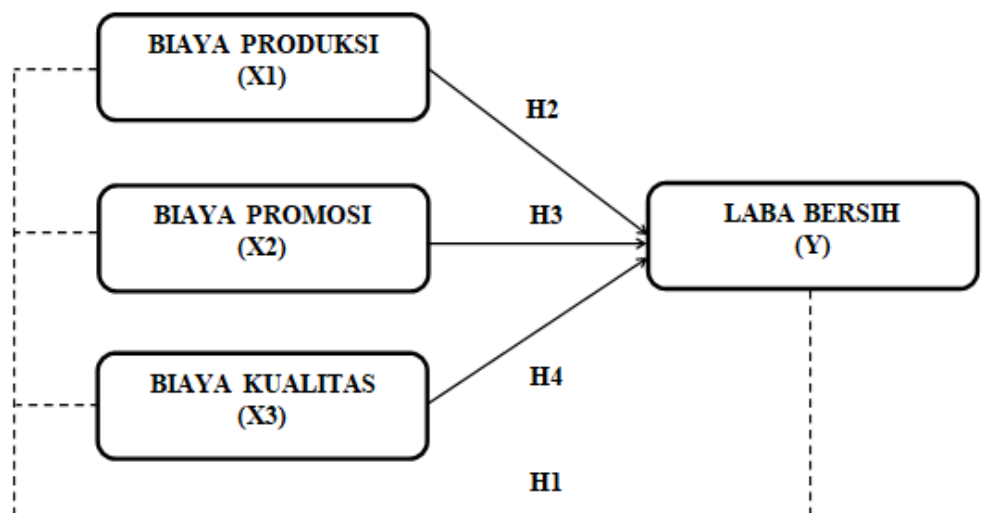 BIAYA PRODUKSI
(X1)
H2
BIAYA PROMOSI
(X2)
H3
LABA BERSIH
(Y)
BIAYA KUALITAS
(X3)
H4
H1